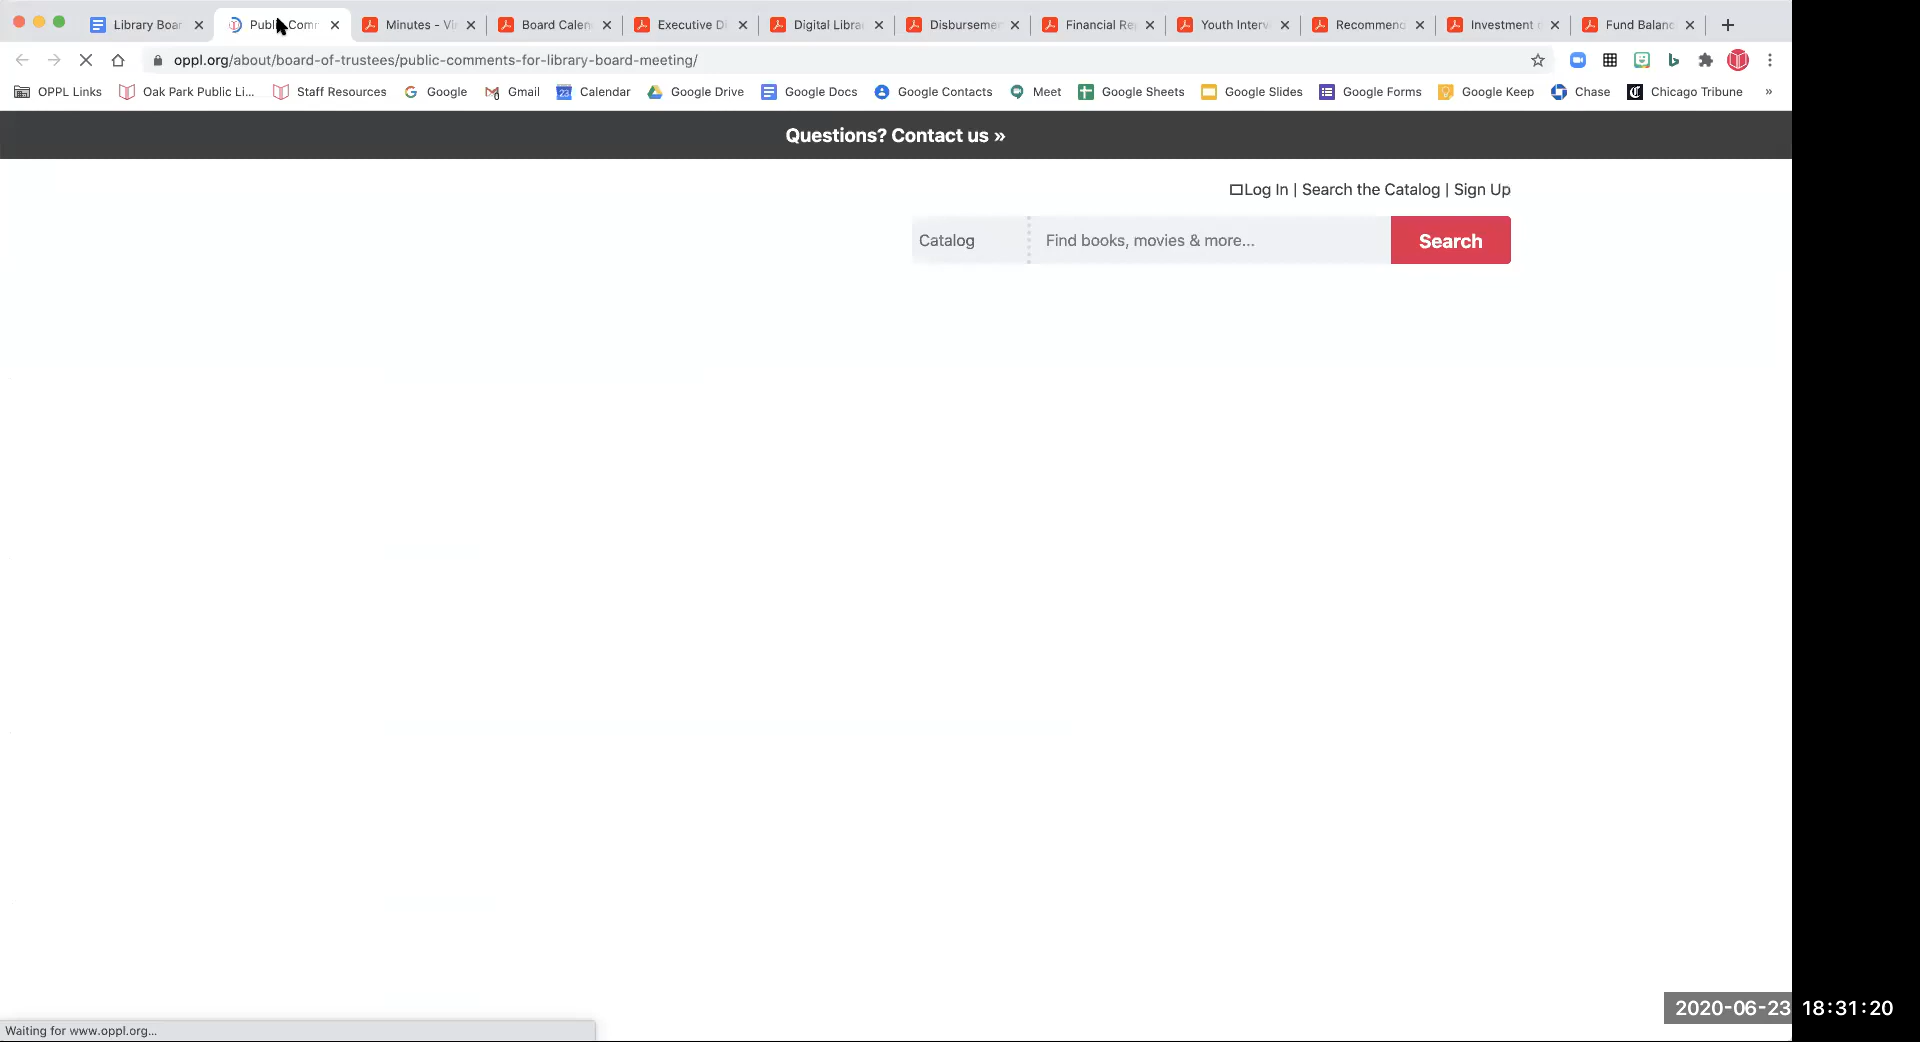 Library Boar
Publi Comm
Minutes - Vi
Board Calen
Executive Di
Digital Librar
Disbursemen
Financial Re
Youth Interv
Recommend
Investment
Fund Balanc
oppl.org/about/board-of-trustees/public-comments-for-library-board-meeting/
OPPL Links
Oak Park Public Li...
Staff Resources
Google
Gmail
Calendar
Google Drive
Google Docs
Google Contacts
Meet
Google Sheets
Google Slides
Google Forms
Google Keep
Chase
Chicago Tribune
»
Questions? Contact us »
Log In | Search the Catalog | Sign Up
Catalog
Find books, movies & more...
Search
2020-06-23 18:31:20
Waiting for www.oppl.org...